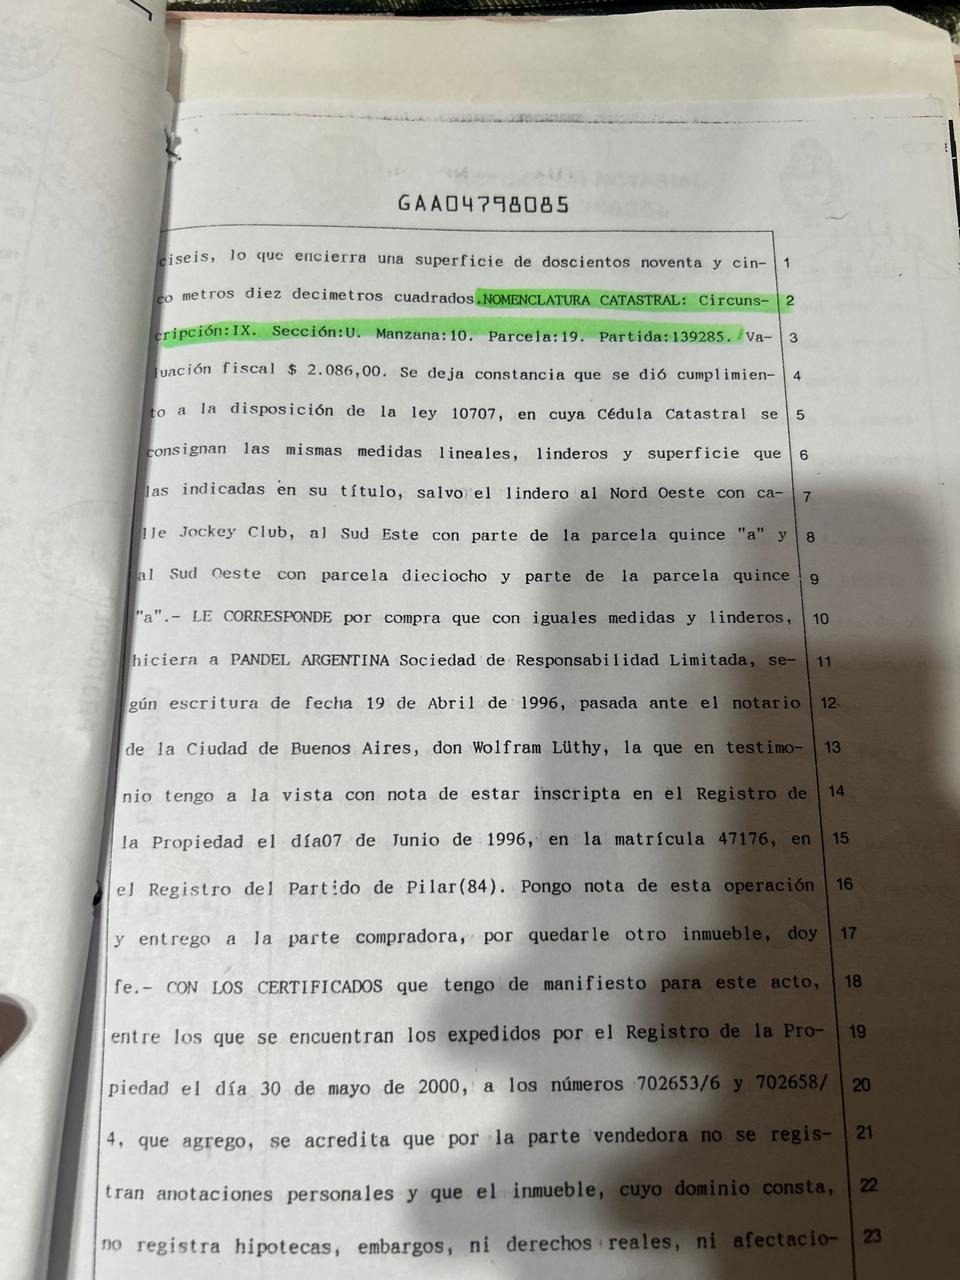 GAA04798085
ciseis, lo que encierra una superficie de doscientos noventa y cin- 1
co metros diez decimetros cuadrados.NOMENCLATURA CATASTRAL: Circuns- 2
cripción:IX. Sección:U. Manzana:10. Parcela:19. Partida:139285. Va- 3
luación fiscal $ 2.086,00. Se deja constancia que se dió cumplimien- 4
to a la disposición de la ley 10707, en cuya Cédula Catastral se 5
consignan las mismas medidas lineales, linderos y superficie que 6
las indicadas en su título, salvo el lindero al Nord Oeste con ca- 7
lle Jockey Club, al Sud Este con parte de la parcela quince "a" y 8
al Sud Oeste con parcela dieciocho y parte de la parcela quince 9
"a".- LE CORRESPONDE por compra que con iguales medidas y linderos, 10
hiciera a PANDEL ARGENTINA Sociedad de Responsabilidad Limitada, se- 11
gún escritura de fecha 19 de Abril de 1996, pasada ante el notario 12
de la Ciudad de Buenos Aires, don Wolfram Lüthy, la que en testimo- 13
nio tengo a la vista con nota de estar inscripta en el Registro de 14
la Propiedad el día07 de Junio de 1996, en la matrícula 47176, en 15
el Registro del Partido de Pilar(84). Pongo nota de esta operación 16
y entrego a la parte compradora, por quedarle otro inmueble, doy 17
fe.- CON LOS CERTIFICADOS que tengo de manifiesto para este acto, 18
entre los que se encuentran los expedidos por el Registro de la Pro- 19
piedad el día 30 de mayo de 2000, a los números 702653/6 y 702658/ 20
4, que agrego, se acredita que por la parte vendedora no se regis- 21
tran anotaciones personales y que el inmueble, cuyo dominio consta, 22
no registra hipotecas, embargos, ni derechos reales, ni afectacio- 23